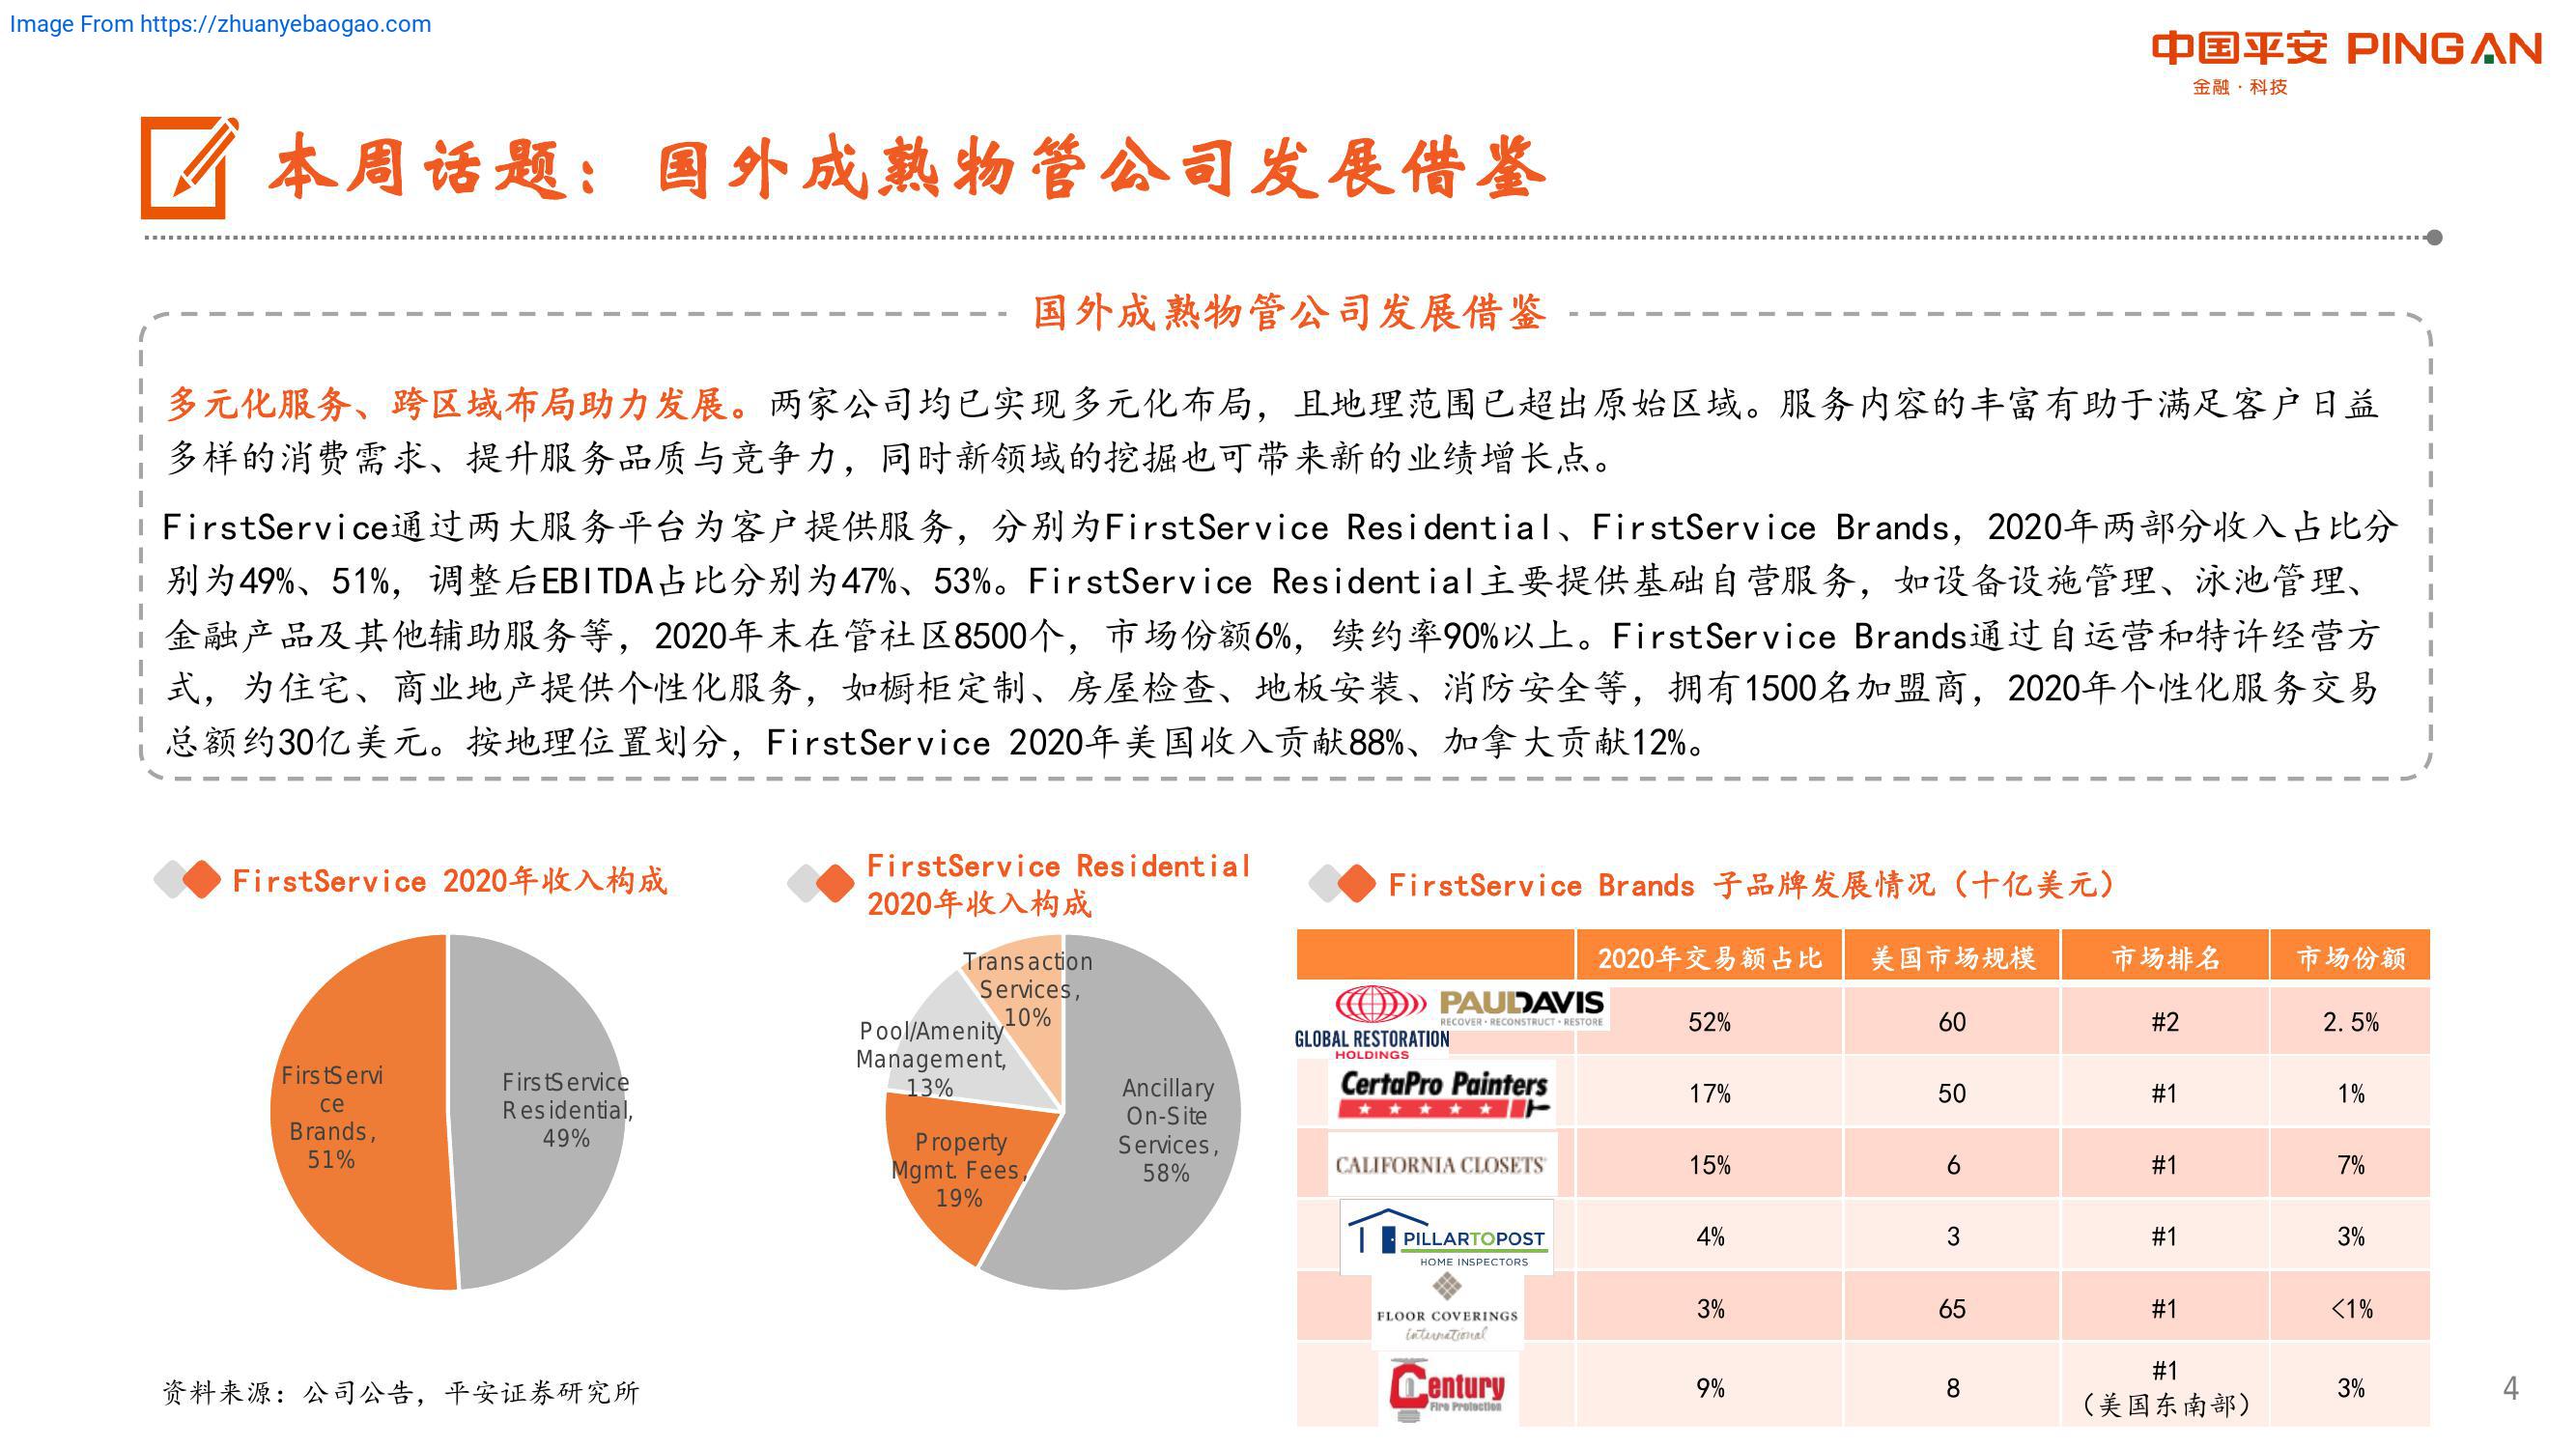 Image From https://zhuanyebaogao.com
中国平安 PINGAN
金融·科技
本周话题：国外成熟物管公司发展借鉴
国外成熟物管公司发展借鉴
多元化服务、跨区域布局助力发展。两家公司均已实现多元化布局，且地理范围已超出原始区域。服务内容的丰富有助于满足客户日益
多样的消费需求、提升服务品质与竞争力，同时新领域的挖掘也可带来新的业绩增长点。
FirstService通过两大服务平台为客户提供服务，分别为FirstService Residential、FirstService Brands，2020年两部分收入占比分
别为49%、51%，调整后EBITDA占比分别为47%、53%。FirstService Residential主要提供基础自营服务，如设备设施管理、泳池管理、
金融产品及其他辅助服务等，2020年末在管社区8500个，市场份额6%，续约率90%以上。FirstService Brands通过自运营和特许经营方
式，为住宅、商业地产提供个性化服务，如橱柜定制、房屋检查、地板安装、消防安全等，拥有1500名加盟商，2020年个性化服务交易
总额约30亿美元。按地理位置划分，FirstService 2020年美国收入贡献88%、加拿大贡献12%。
FirstService 2020年收入构成
FirstServi
ce
Brands,
51%
FirstService
Residential,
49%
FirstService Residential
2020年收入构成
Transaction
Services,
10%
Pool/Amenity
Management,
13%
Property
Mgmt. Fees,
19%
Ancillary
On-Site
Services,
58%
FirstService Brands 子品牌发展情况（十亿美元）
2020年交易额占比 美国市场规模 市场排名 市场份额
GLOBAL RESTORATION
HOLDINGS
PAUL DAVIS
RECOVER · RECONSTRUCT · RESTORE
52% 60 #2 2.5%
CertaPro Painters
17% 50 #1 1%
CALIFORNIA CLOSETS
15% 6 #1 7%
PILLARTOPOST
HOME INSPECTORS
4% 3 #1 3%
FLOOR COVERINGS
international
3% 65 #1 <1%
Century
Fire Protection
9% 8 #1 3%
（美国东南部）
资料来源：公司公告，平安证券研究所
4